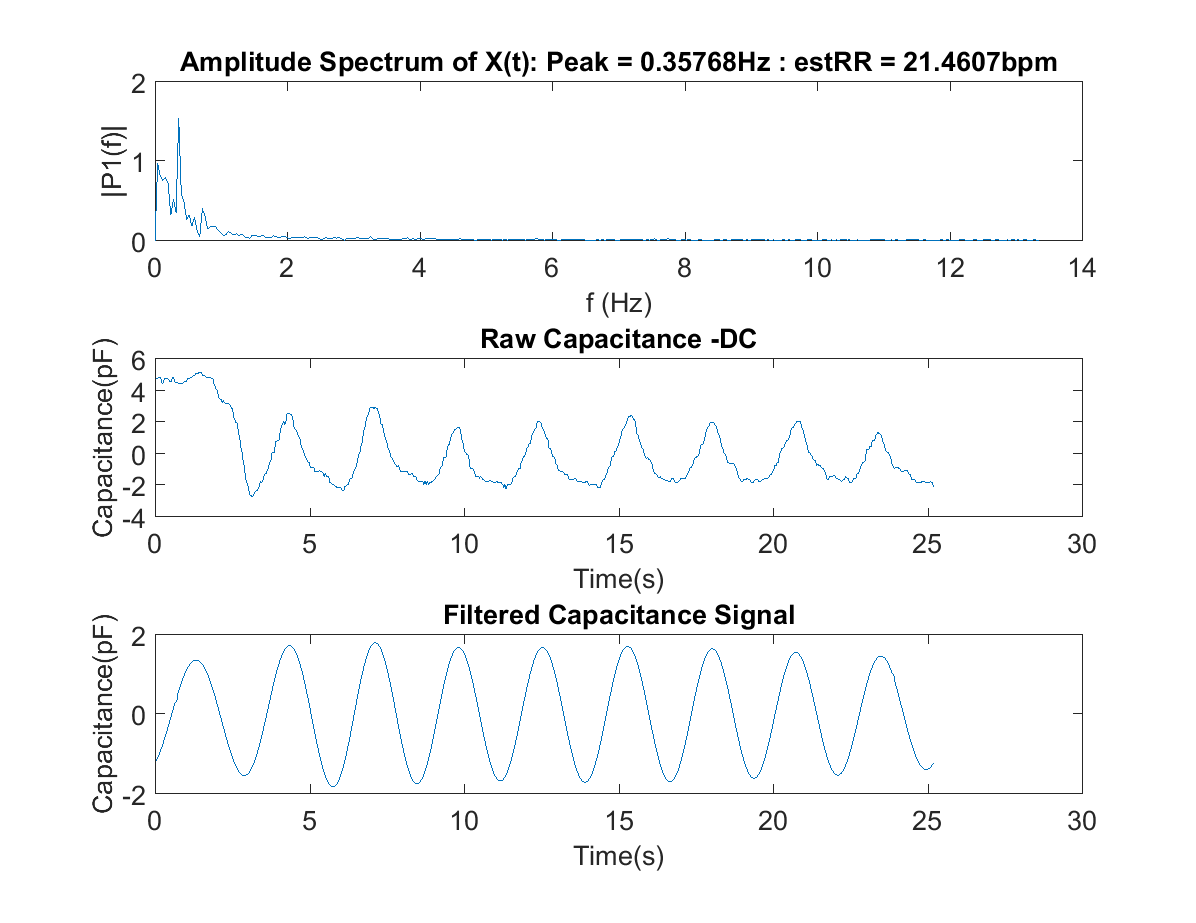 Amplitude Spectrum of X(t): Peak = 0.35768Hz : estRR = 21.4607bpm
2
1
0
|P1(f)|
0 2 4 6 8 10 12 14
f (Hz)
Raw Capacitance -DC
6
4
2
0
-2
-4
Capacitance(pF)
0 5 10 15 20 25 30
Time(s)
Filtered Capacitance Signal
2
0
-2
Capacitance(pF)
0 5 10 15 20 25 30
Time(s)